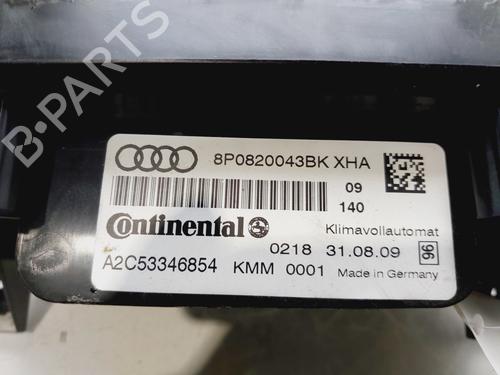 8P0820043BK XHA
09
140
Continental
Klimavollautomat
0218 31.08.09 96
A2C53346854 KMM 0001 Made in Germany
B-PARTS